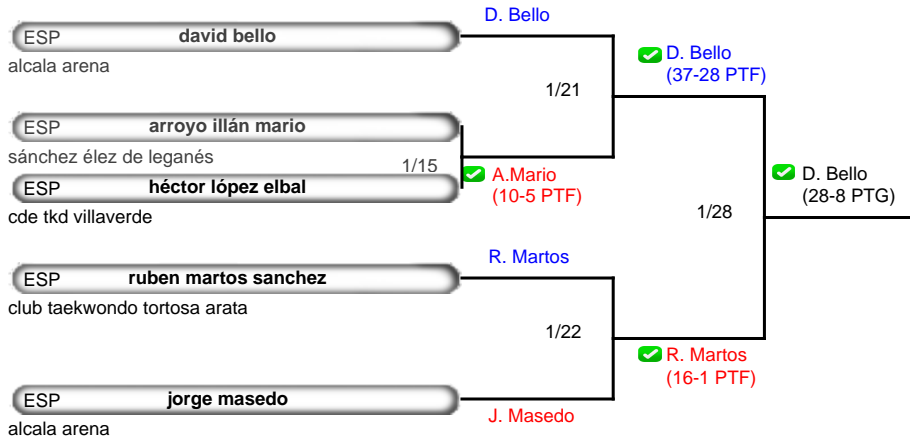 D. Bello
ESP david bello
alcala arena
D. Bello
(37-28 PTF)
1/21
ESP arroyo illán mario
sánchez élez de leganés
1/15
A.Mario
(10-5 PTF)
ESP héctor lópez elbal
cde tkd villaverde
D. Bello
(28-8 PTG)
1/28
R. Martos
ESP ruben martos sanchez
club taekwondo tortosa arata
1/22
R. Martos
(16-1 PTF)
ESP jorge masedo
J. Masedo
alcala arena